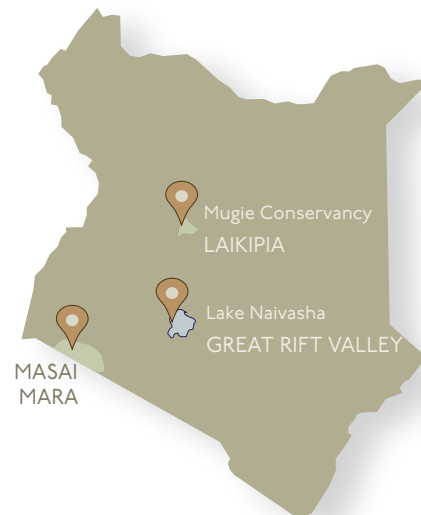 Mugie Conservancy
LAIKIPIA
Lake Naivasha
GREAT RIFT VALLEY
MASAI
MARA